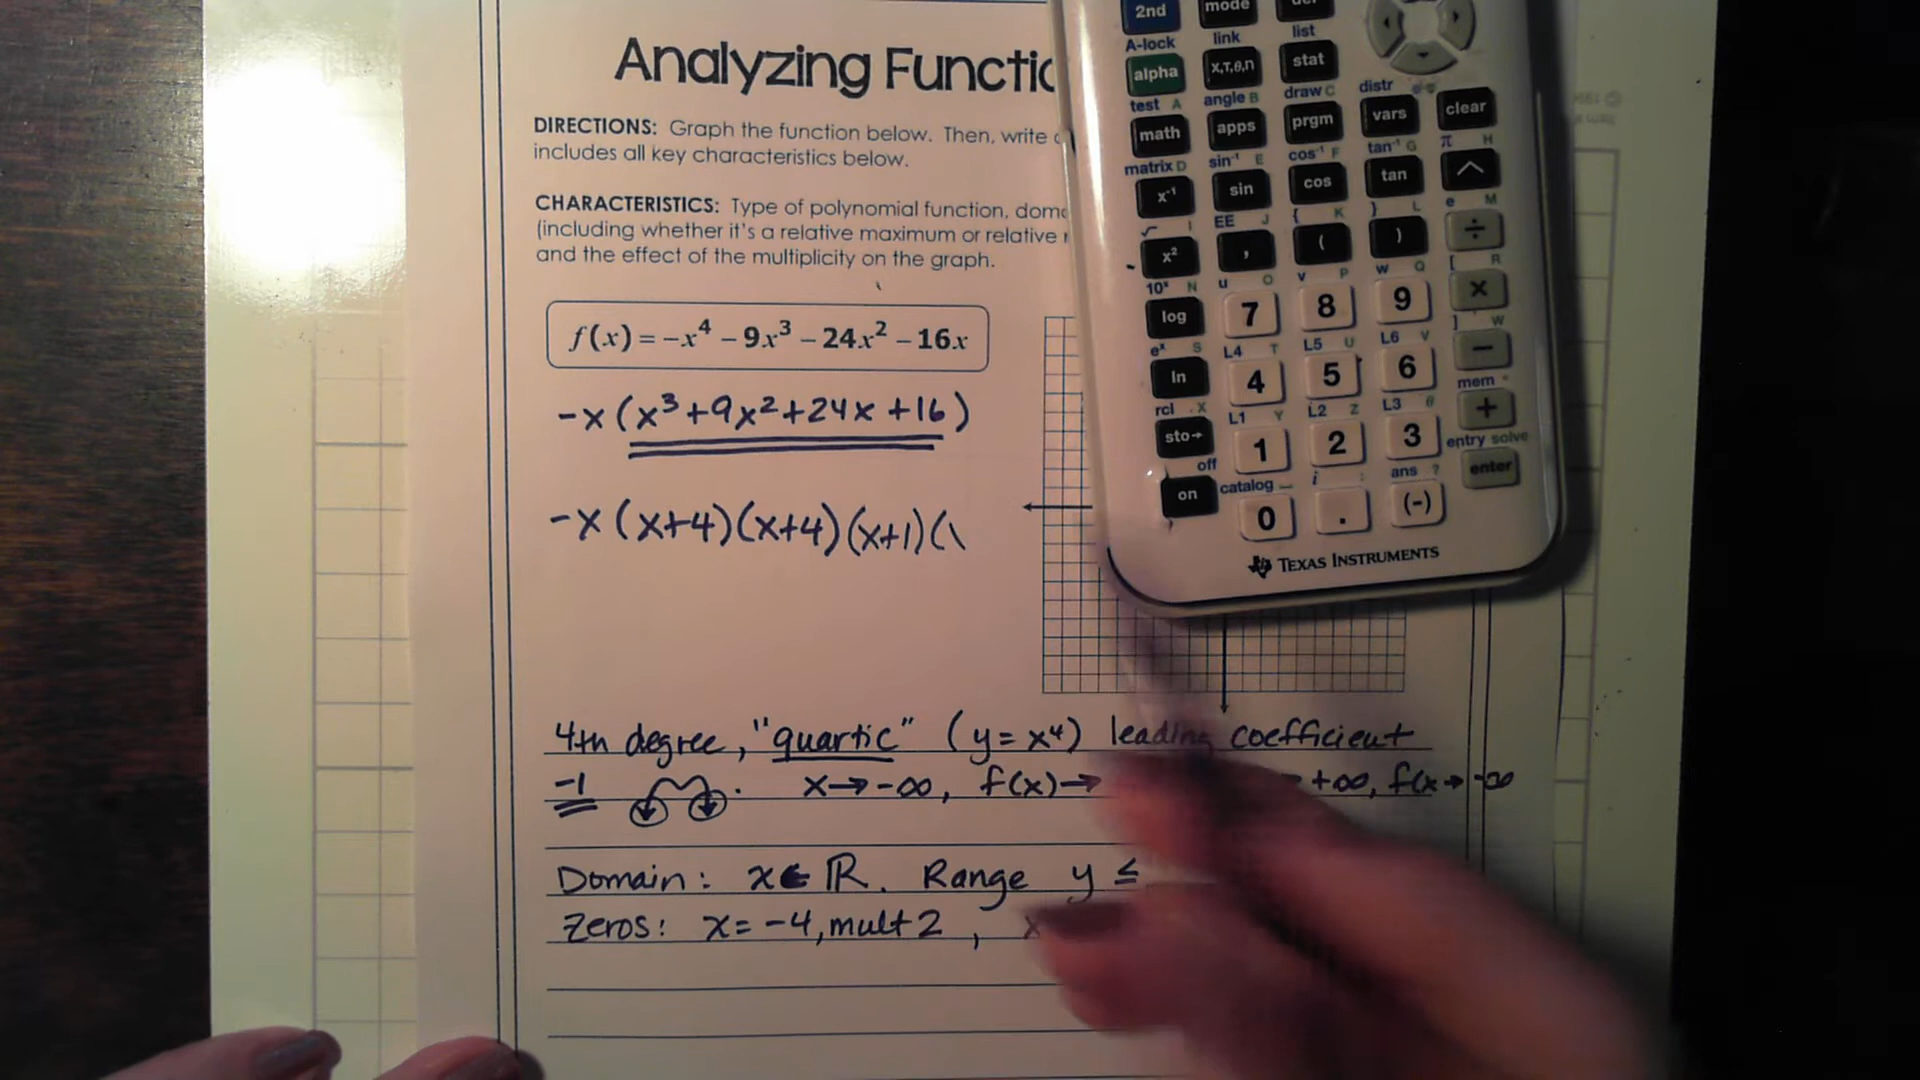 Analyzing Functio
DIRECTIONS: Graph the function below. Then, write
includes all key characteristics below.
CHARACTERISTICS: Type of polynomial function, doma
(including whether it's a relative maximum or relative
and the effect of the multiplicity on the graph.
f(x) = -x⁴ - 9x³ - 24x² - 16x
-x (x³+9x²+24x+16)
-x (x+4)(x+4)(x+1)(
4th degree, "quartic" (y=x⁴) leading coefficient
-1 x→-∞, f(x)→ +∞, f(x→-∞
Domain: x∈ℝ. Range y ≤
Zeros: x=-4, mult 2 , x
2nd mode del
A-lock link list
alpha X,T,θ,n stat
test A angle B draw C distr
math apps prgm vars clear
matrix D sin⁻¹ E cos⁻¹ F tan⁻¹ G π H
x⁻¹ sin cos tan ^
√ I EE J { K } L e M
x² , ( ) ÷
10ˣ N u O v P w Q [ R
log 7 8 9 ×
eˣ S L4 T L5 U L6 V ] W
ln 4 5 6 −
rcl X L1 Y L2 Z L3 θ mem "
sto→ 1 2 3 +
off catalog _ i : ans ? entry solve
on 0 . (-) enter
TEXAS INSTRUMENTS